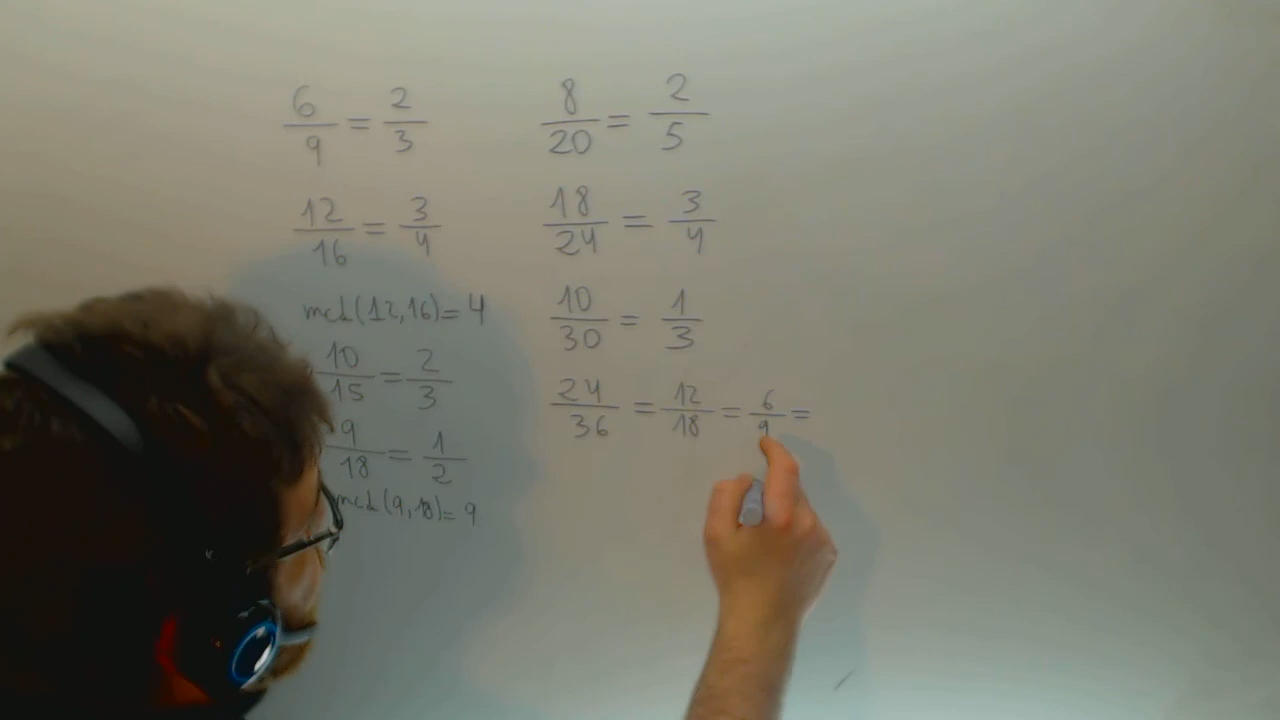 6/9 = 2/3
12/16 = 3/4
mcd(12,16)= 4
10/15 = 2/3
9/18 = 1/2
mcd(9,18)= 9
8/20 = 2/5
18/24 = 3/4
10/30 = 1/3
24/36 = 12/18 = 6/9 =